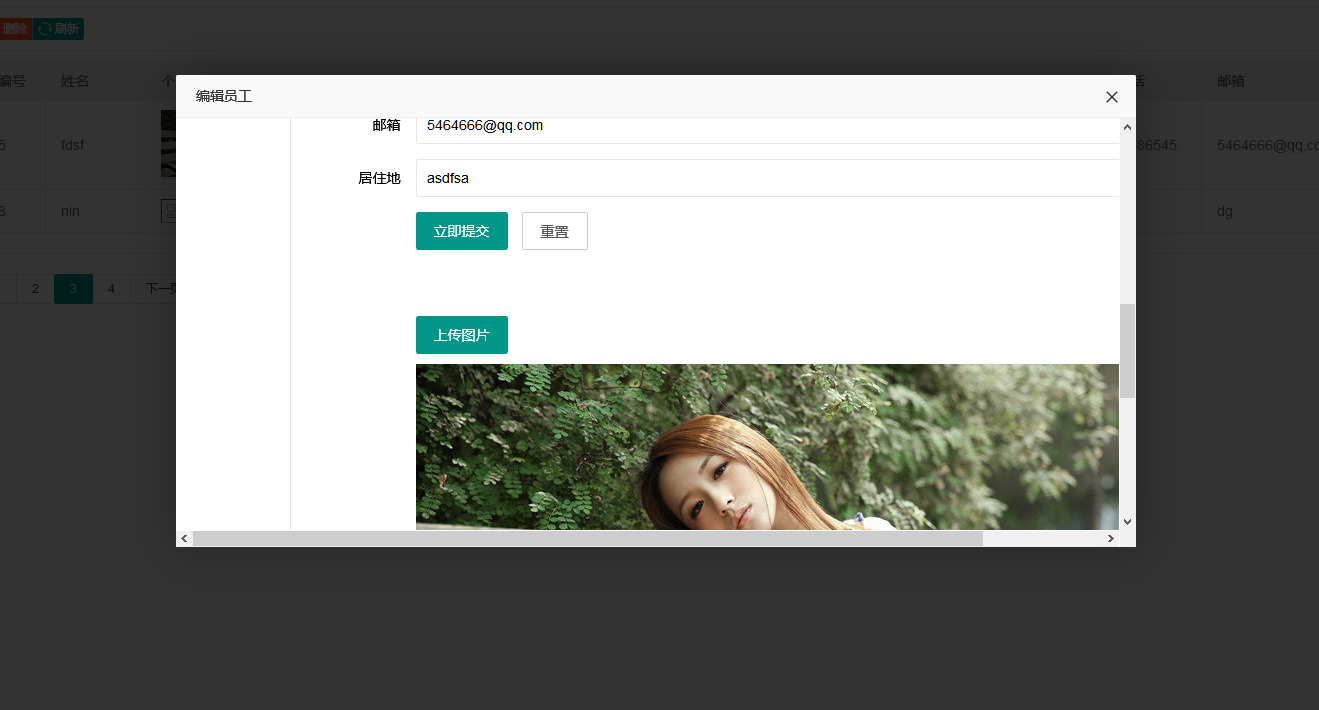 删除 刷新
编号 姓名 个 话 邮箱
编辑员工
邮箱 5464666@qq.com
5 fdsf 86545 5464666@qq.co
居住地 asdfsa
8 nin dg
立即提交 重置
2 3 4 下一页
上传图片